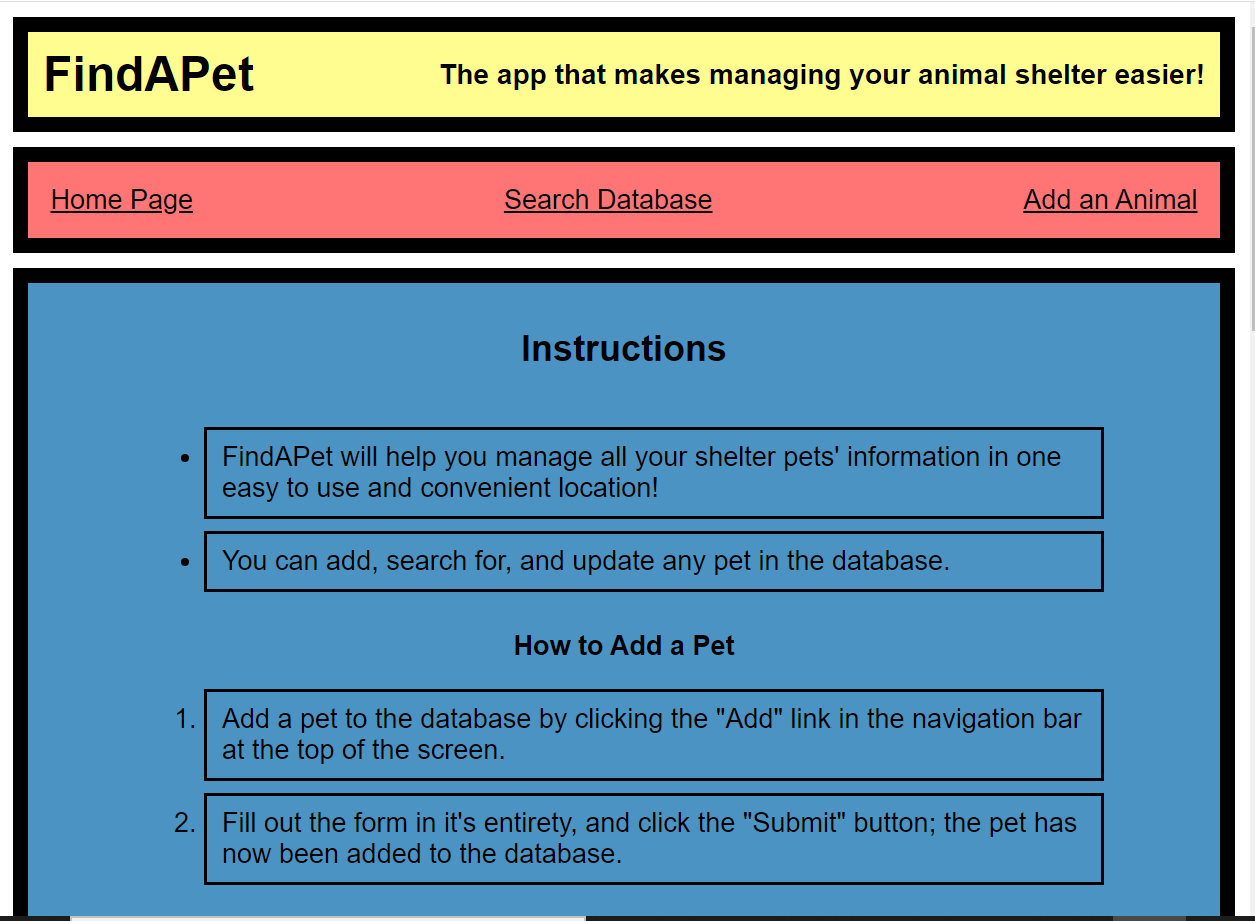 FindAPet
The app that makes managing your animal shelter easier!
Home Page
Search Database
Add an Animal
Instructions
• FindAPet will help you manage all your shelter pets' information in one
easy to use and convenient location!
• You can add, search for, and update any pet in the database.
How to Add a Pet
1. Add a pet to the database by clicking the "Add" link in the navigation bar
at the top of the screen.
2. Fill out the form in it's entirety, and click the "Submit" button; the pet has
now been added to the database.